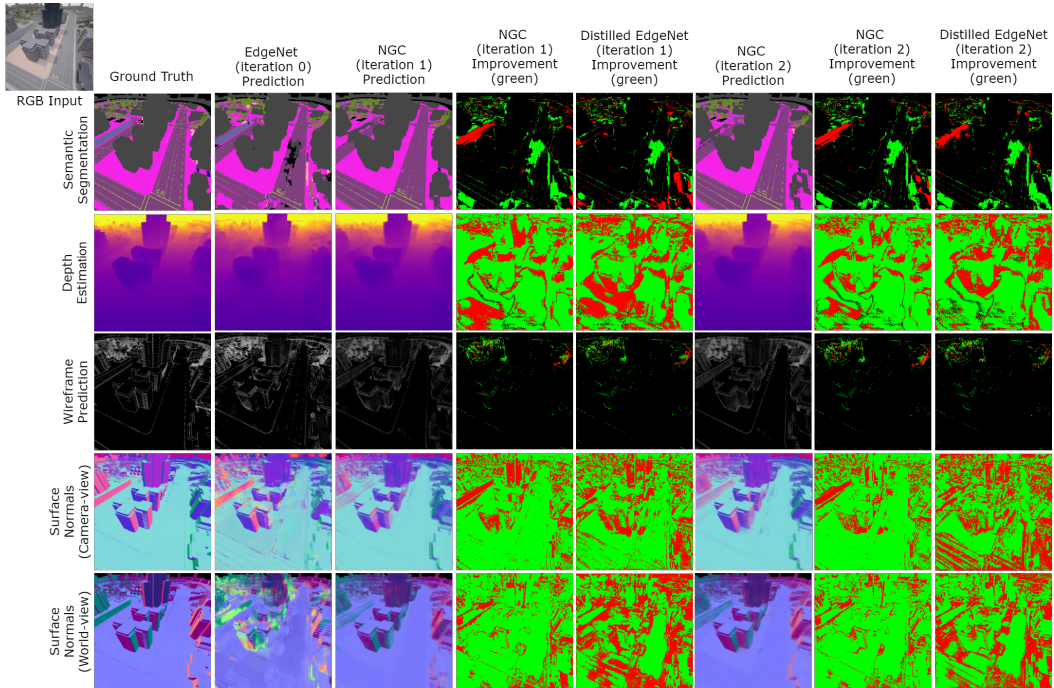 RGB Input
Ground Truth
EdgeNet
(iteration 0)
Prediction
NGC
(iteration 1)
Prediction
NGC
(iteration 1)
Improvement
(green)
Distilled EdgeNet
(iteration 1)
Improvement
(green)
NGC
(iteration 2)
Prediction
NGC
(iteration 2)
Improvement
(green)
Distilled EdgeNet
(iteration 2)
Improvement
(green)
Semantic
Segmentation
Depth
Estimation
Wireframe
Prediction
Surface
Normals
(Camera-view)
Surface
Normals
(World-view)